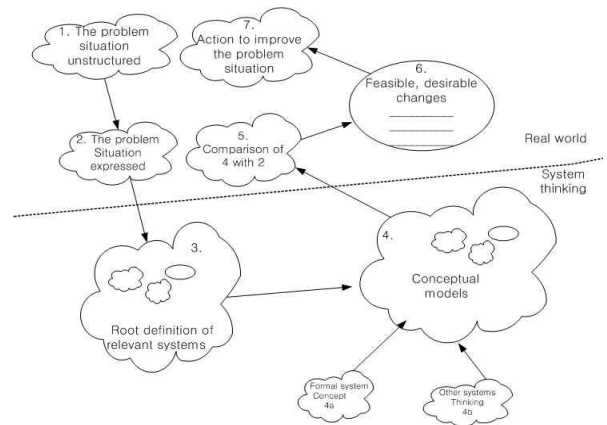 1. The problem
situation
unstructured
7.
Action to improve
the problem
situation
6.
Feasible, desirable
changes
2. The problem
Situation
expressed
5.
Comparison of
4 with 2
Real world
System
thinking
3.
Root definition of
relevant systems
4.
Conceptual
models
Formal system
Concept
4a
Other systems
Thinking
4b